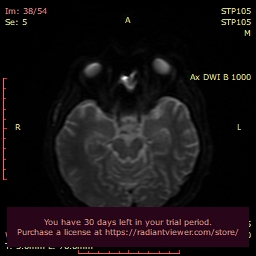 Im: 38/54
Se: 5
STP105
STP105
M
A
Ax DWI B 1000
R
L
You have 30 days left in your trial period.
Purchase a license at https://radiantviewer.com/store/